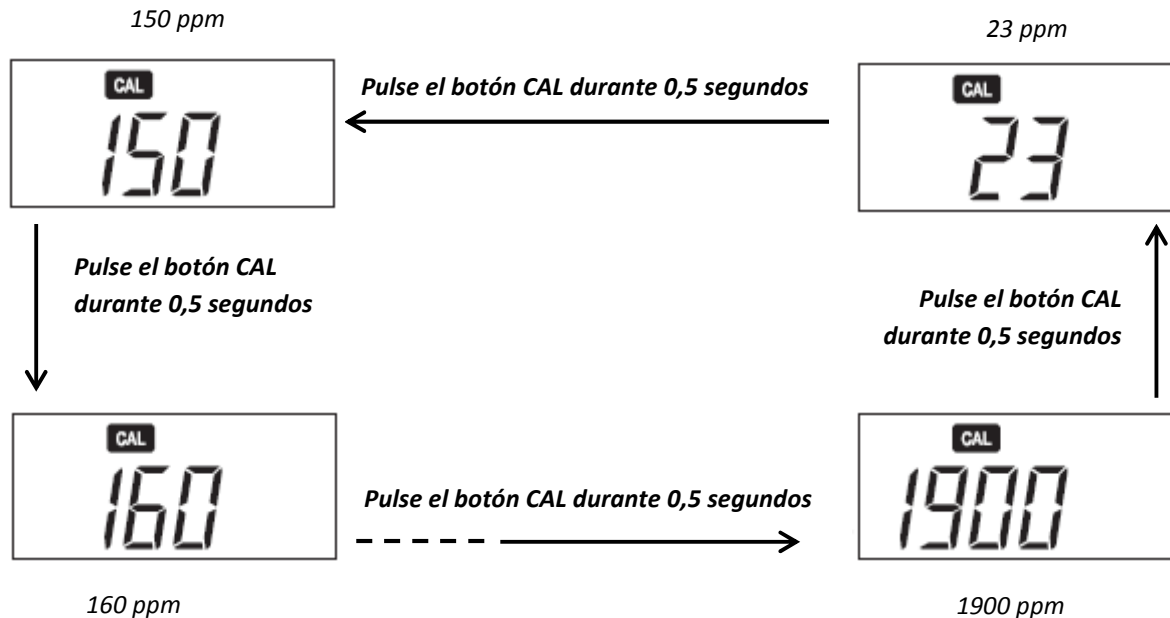 150 ppm
23 ppm
CAL
150
Pulse el botón CAL durante 0,5 segundos
CAL
23
Pulse el botón CAL
durante 0,5 segundos
Pulse el botón CAL
durante 0,5 segundos
CAL
160
Pulse el botón CAL durante 0,5 segundos
CAL
1900
160 ppm
1900 ppm